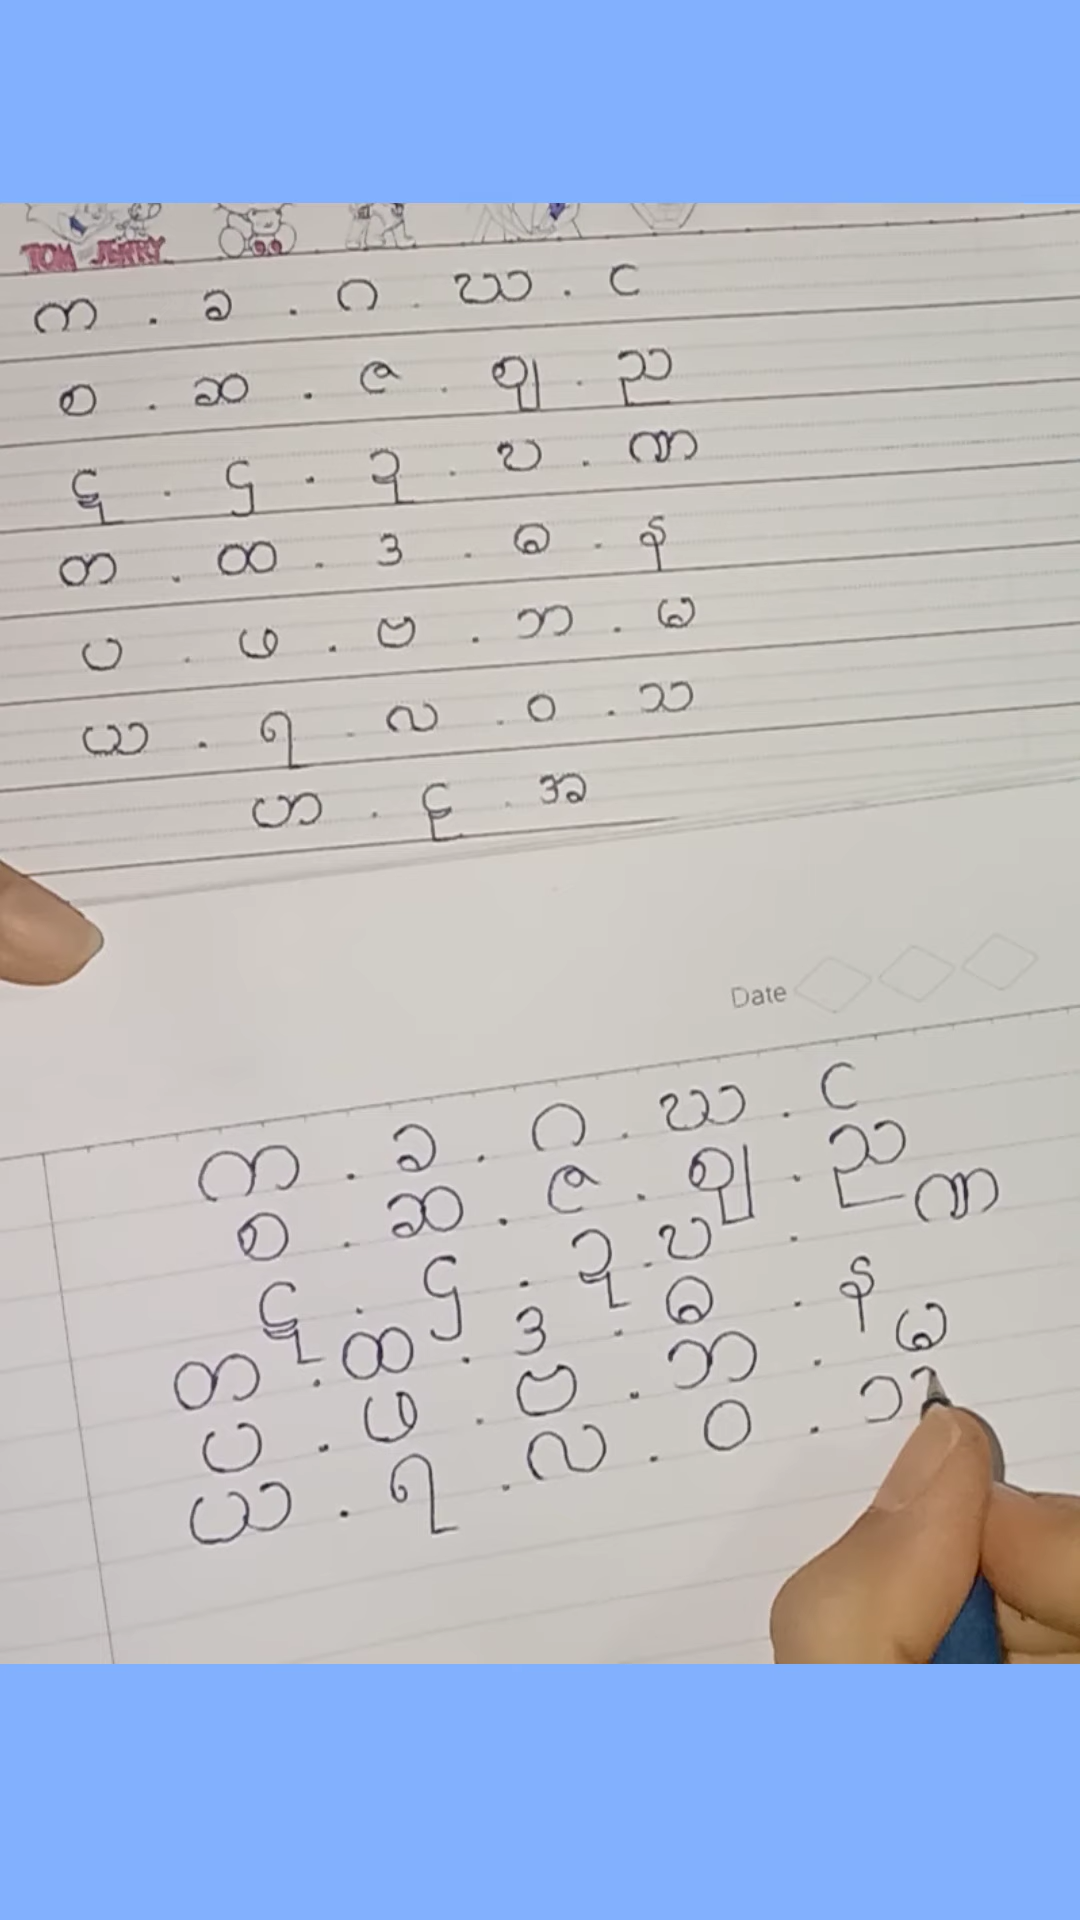 TOM JERRY
က . ခ . ဂ . ဃ . င
စ . ဆ . ဇ . ဈ . ည
ဋ . ဌ . ဍ . ဎ . ဏ
တ . ထ . ဒ . ဓ . န
ပ . ဖ . ဗ . ဘ . မ
ယ . ရ . လ . ဝ . သ
ဟ . ဠ . အ
Date
က . ခ . ဂ . ဃ . င
စ . ဆ . ဇ . ဈ . ည
ဋ . ဌ . ဍ . ဎ . ဏ
တ . ထ . ဒ . ဓ . န
ပ . ဖ . ဗ . ဘ . မ
ယ . ရ . လ . ဝ .